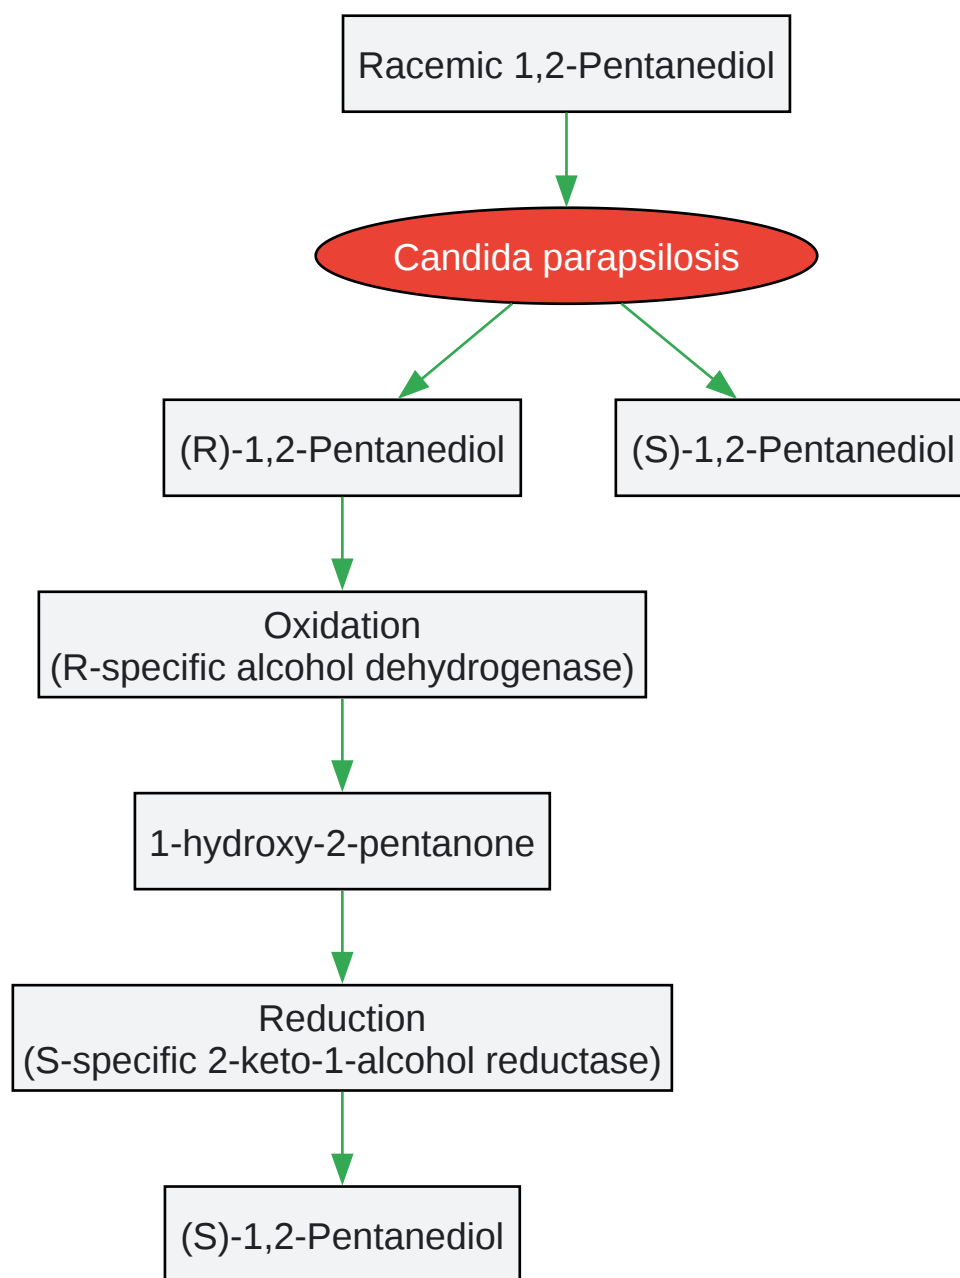 Racemic 1,2-Pentanediol
Candida parapsilosis
(R)-1,2-Pentanediol
(S)-1,2-Pentanediol
Oxidation
(R-specific alcohol dehydrogenase)
1-hydroxy-2-pentanone
Reduction
(S-specific 2-keto-1-alcohol reductase)
(S)-1,2-Pentanediol